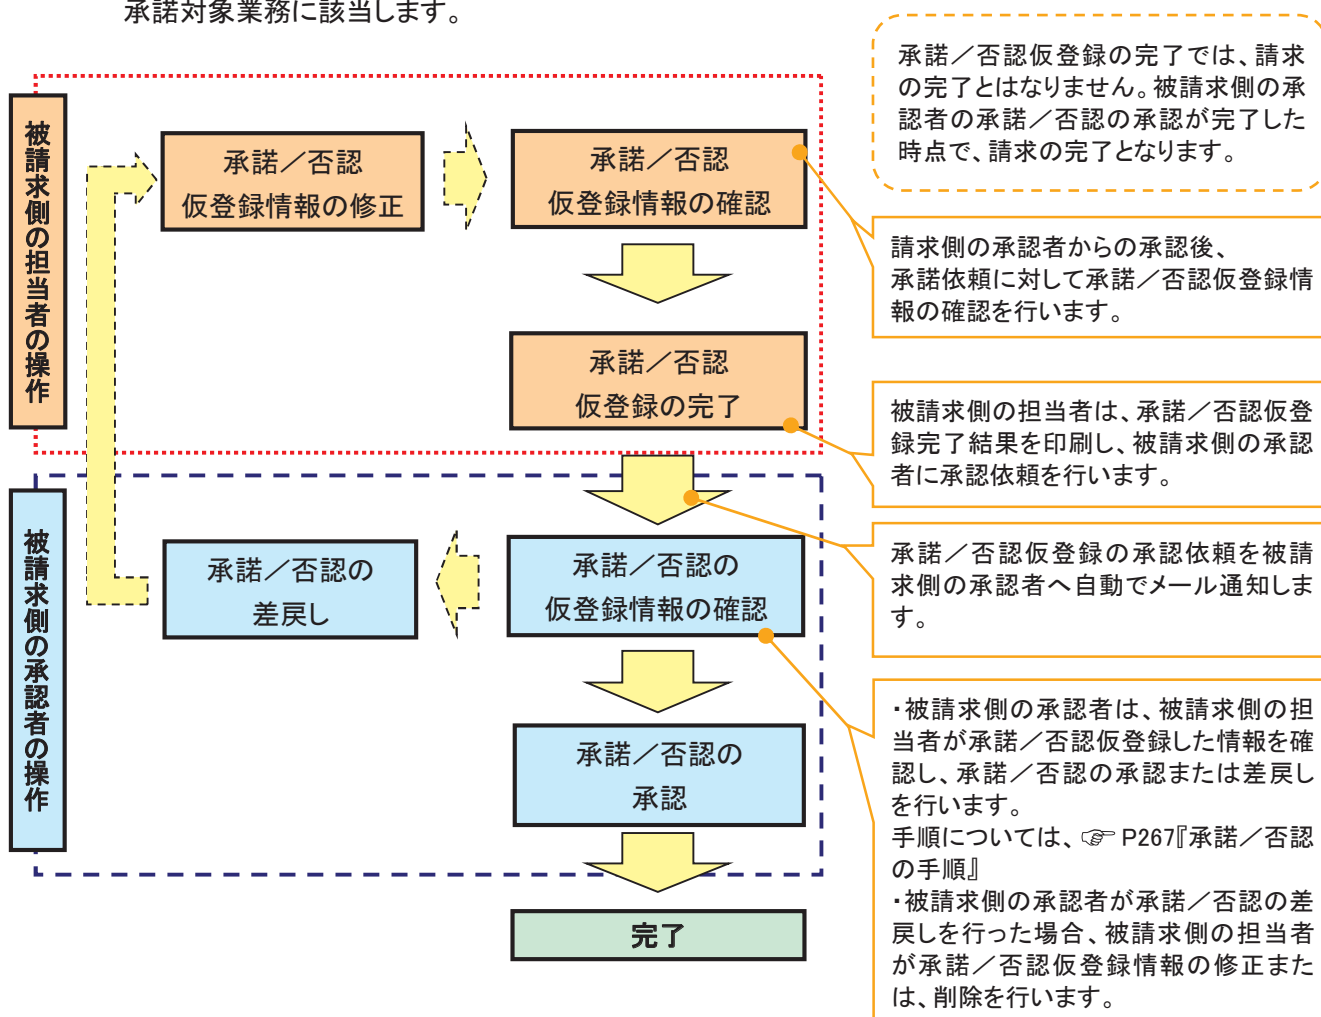 承諾対象業務に該当します。
承諾／否認仮登録の完了では、請求
の完了とはなりません。被請求側の承
認者の承諾／否認の承認が完了した
時点で、請求の完了となります。
被請求側の担当者の操作
承諾／否認
仮登録情報の修正
承諾／否認
仮登録情報の確認
請求側の承認者からの承認後、
承諾依頼に対して承諾／否認仮登録情
報の確認を行います。
承諾／否認
仮登録の完了
被請求側の担当者は、承諾／否認仮登
録完了結果を印刷し、被請求側の承認
者に承認依頼を行います。
被請求側の承認者の操作
承諾／否認の
差戻し
承諾／否認の
仮登録情報の確認
承諾／否認仮登録の承認依頼を被請
求側の承認者へ自動でメール通知しま
す。
承諾／否認の
承認
・被請求側の承認者は、被請求側の担
当者が承諾／否認仮登録した情報を確
認し、承諾／否認の承認または差戻し
を行います。
手順については、☞ P267『承諾／否認
の手順』
・被請求側の承認者が承諾／否認の差
戻しを行った場合、被請求側の担当者
が承諾／否認仮登録情報の修正また
は、削除を行います。
完了